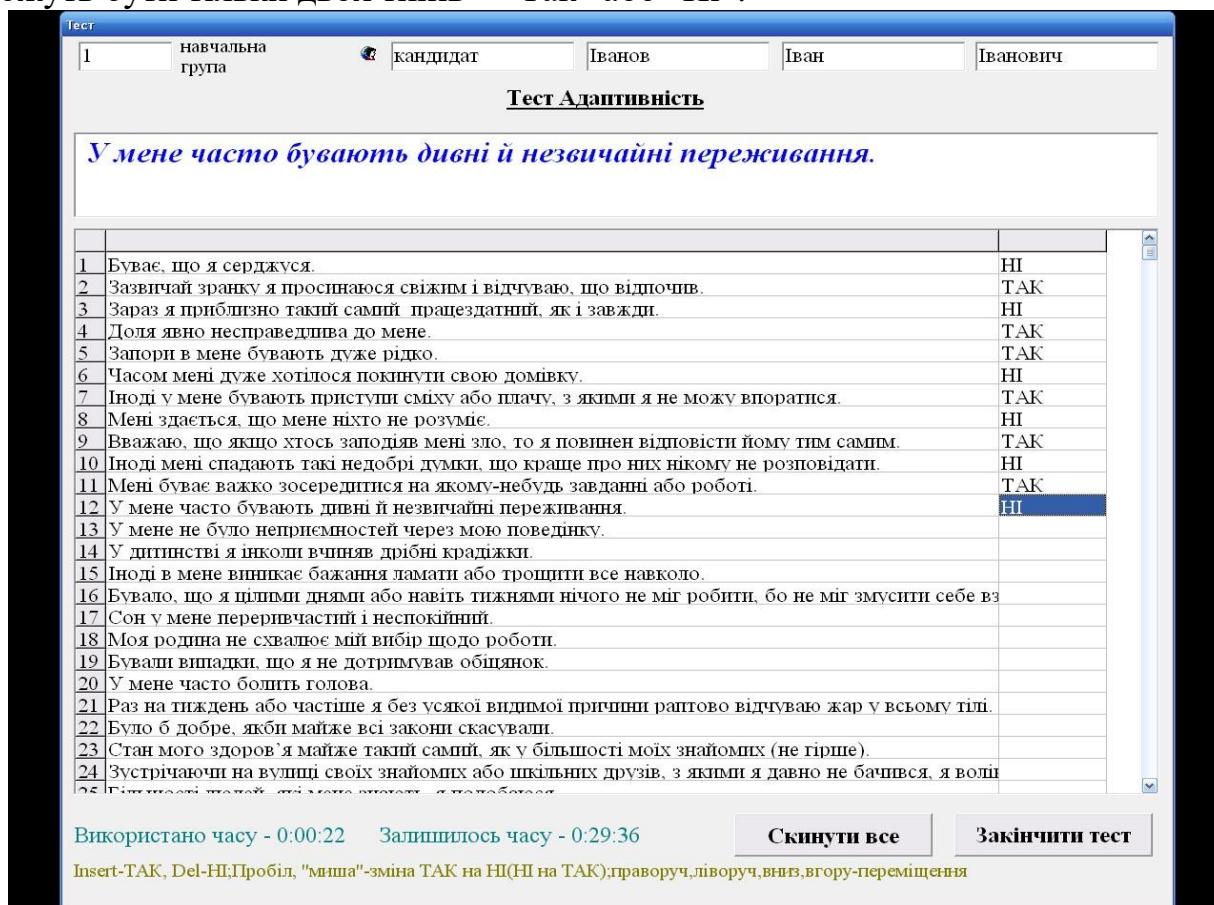 Тест
1 навчальна група кандидат Іванов Іван Іванович
Тест Адаптивність
У мене часто бувають дивні й незвичайні переживання.
1 Буває, що я серджуся. НІ
2 Зазвичай зранку я просинаюся свіжим і відчуваю, що відпочив. ТАК
3 Зараз я приблизно такий самий працездатний, як і завжди. НІ
4 Доля явно несправедлива до мене. ТАК
5 Запори в мене бувають дуже рідко. ТАК
6 Часом мені дуже хотілося покинути свою домівку. НІ
7 Іноді у мене бувають приступи сміху або плачу, з якими я не можу впоратися. ТАК
8 Мені здається, що мене ніхто не розуміє. НІ
9 Вважаю, що якщо хтось заподіяв мені зло, то я повинен відповісти йому тим самим. ТАК
10 Іноді мені спадають такі недобрі думки, що краще про них нікому не розповідати. НІ
11 Мені буває важко зосередитися на якому-небудь завданні або роботі. ТАК
12 У мене часто бувають дивні й незвичайні переживання. НІ
13 У мене не було неприємностей через мою поведінку.
14 У дитинстві я інколи вчиняв дрібні крадіжки.
15 Іноді в мене виникає бажання ламати або трощити все навколо.
16 Бувало, що я цілими днями або навіть тижнями нічого не міг робити, бо не міг змусити себе вз
17 Сон у мене переривчастий і неспокійний.
18 Моя родина не схвалює мій вибір щодо роботи.
19 Бували випадки, що я не дотримував обіцянок.
20 У мене часто болить голова.
21 Раз на тиждень або частіше я без усякої видимої причини раптово відчуваю жар у всьому тілі.
22 Було б добре, якби майже всі закони скасували.
23 Стан мого здоров’я майже такий самий, як у більшості моїх знайомих (не гірше).
24 Зустрічаючи на вулиці своїх знайомих або шкільних друзів, з якими я давно не бачився, я волі
25 Більшості людей, які мене знають, я подобаюся.
Використано часу - 0:00:22 Залишилось часу - 0:29:36 Скинути все Закінчити тест
Insert-ТАК, Del-НІ;Пробіл, "миша"-зміна ТАК на НІ(НІ на ТАК);праворуч,ліворуч,вниз,вгору-переміщення